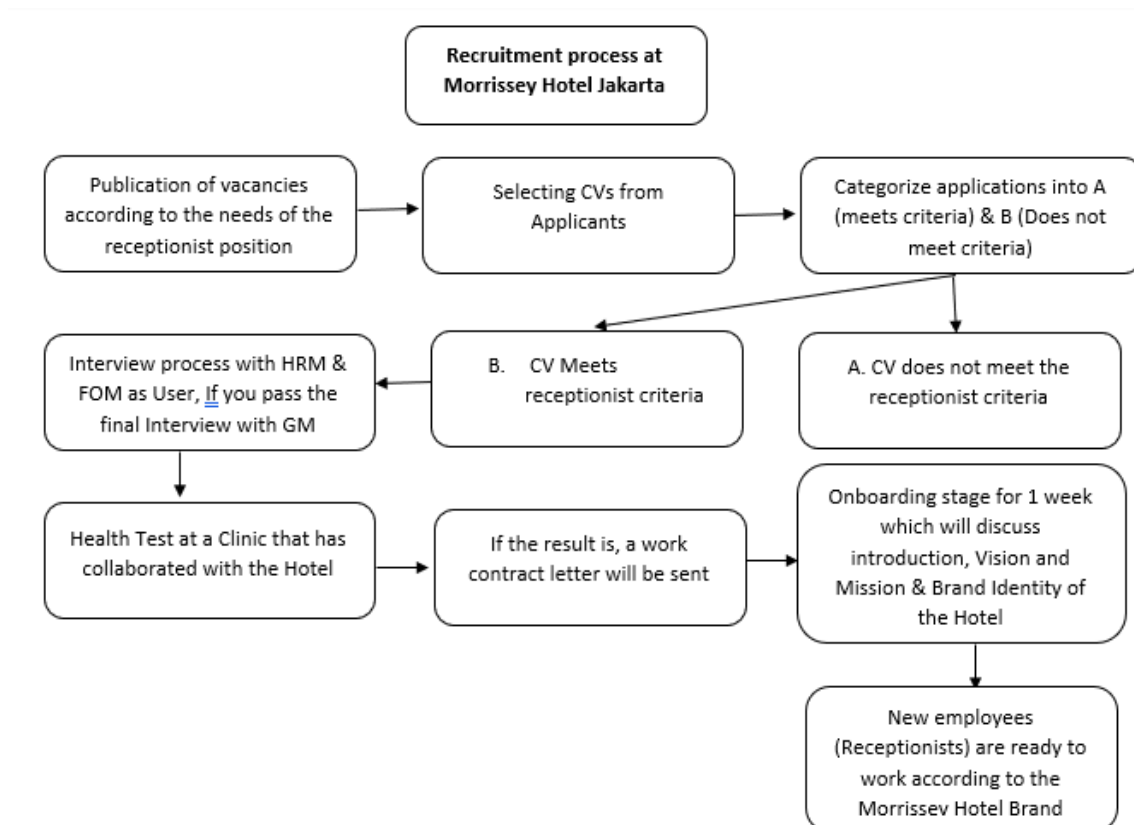 Recruitment process at
Morrissey Hotel Jakarta
Publication of vacancies
according to the needs of the
receptionist position
Selecting CVs from
Applicants
Categorize applications into A
(meets criteria) & B (Does not
meet criteria)
Interview process with HRM &
FOM as User, If you pass the
final Interview with GM
B. CV Meets
receptionist criteria
A. CV does not meet the
receptionist criteria
Health Test at a Clinic that has
collaborated with the Hotel
If the result is, a work
contract letter will be sent
Onboarding stage for 1 week
which will discuss
introduction, Vision and
Mission & Brand Identity of
the Hotel
New employees
(Receptionists) are ready to
work according to the
Morrissey Hotel Brand